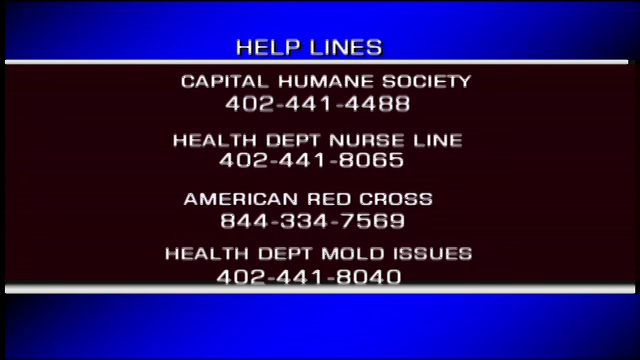 HELP LINES
CAPITAL HUMANE SOCIETY
402-441-4488
HEALTH DEPT NURSE LINE
402-441-8065
AMERICAN RED CROSS
844-334-7569
HEALTH DEPT MOLD ISSUES
402-441-8040